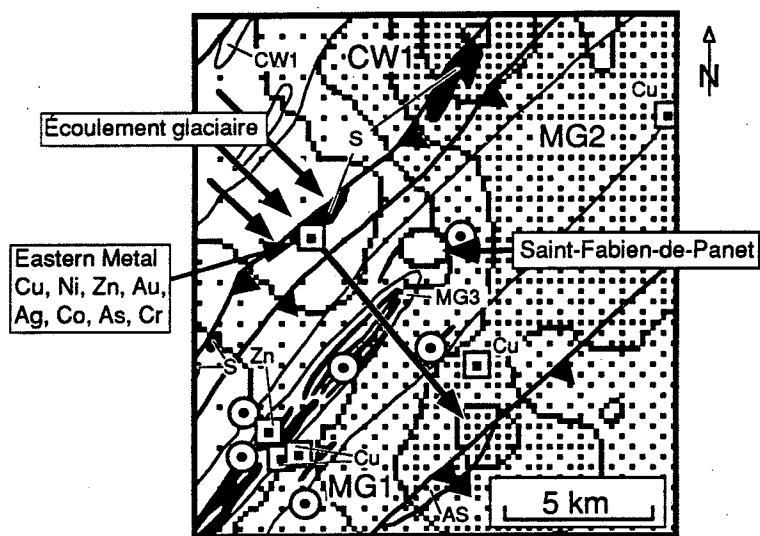 CW1
CW1
N
Cu
Écoulement glaciaire
S
MG2
Eastern Metal
Cu, Ni, Zn, Au,
Ag, Co, As, Cr
Saint-Fabien-de-Panet
MG3
S
Zn
Cu
Cu
MG1
AS
5 km